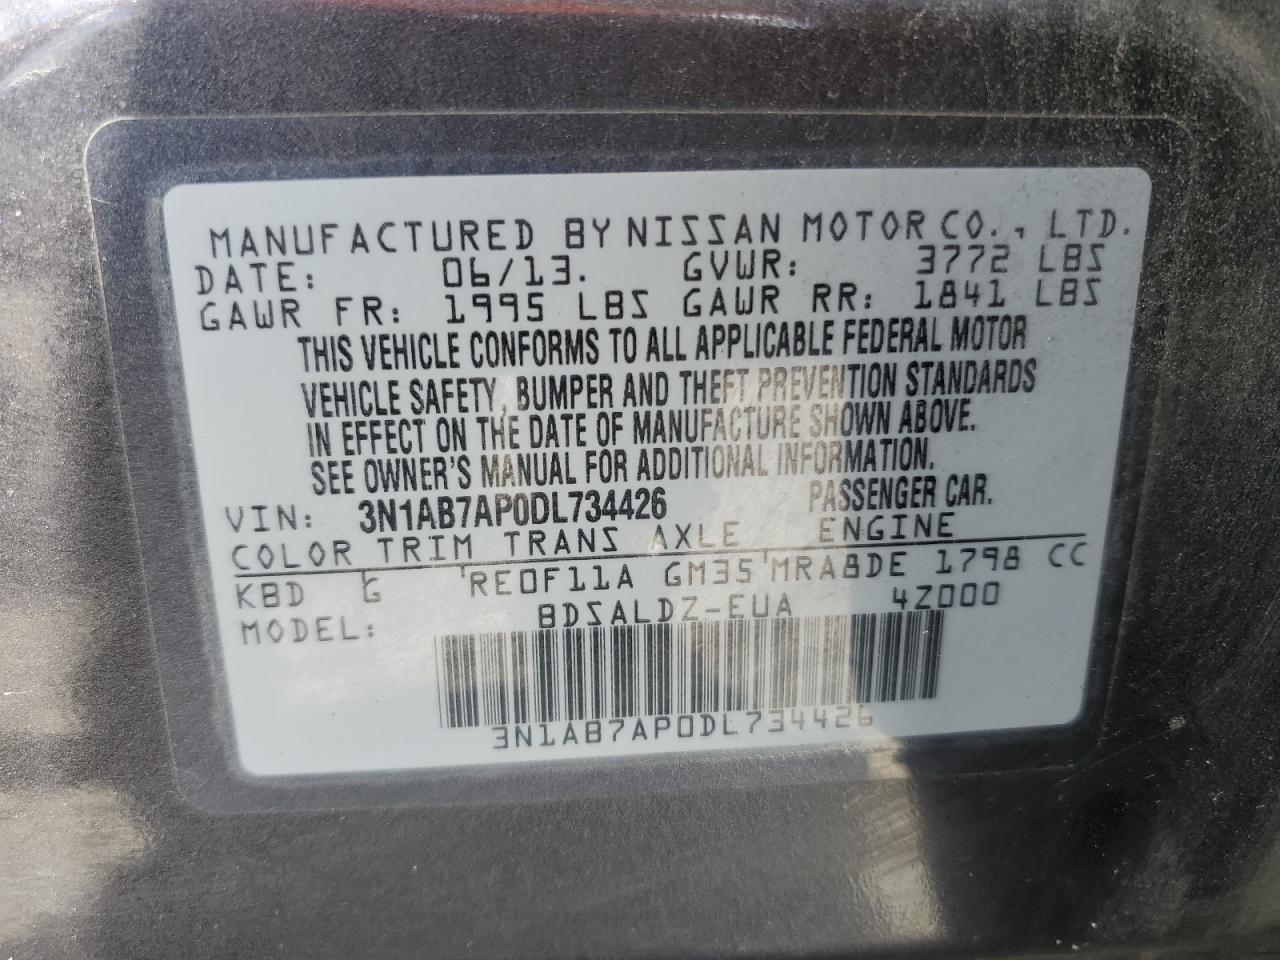 MANUFACTURED BY NISSAN MOTOR CO., LTD.
DATE: 06/13. GVWR: 3772 LBS
GAWR FR: 1995 LBS GAWR RR: 1841 LBS
THIS VEHICLE CONFORMS TO ALL APPLICABLE FEDERAL MOTOR
VEHICLE SAFETY, BUMPER AND THEFT PREVENTION STANDARDS
IN EFFECT ON THE DATE OF MANUFACTURE SHOWN ABOVE.
SEE OWNER'S MANUAL FOR ADDITIONAL INFORMATION.
VIN: 3N1AB7AP0DL734426 PASSENGER CAR.
COLOR TRIM TRANS AXLE ENGINE
KBD G RE0F11A GM35 MRA8DE 1798 CC
MODEL: BDSALDZ-EUA 4Z000
3N1AB7AP0DL734426